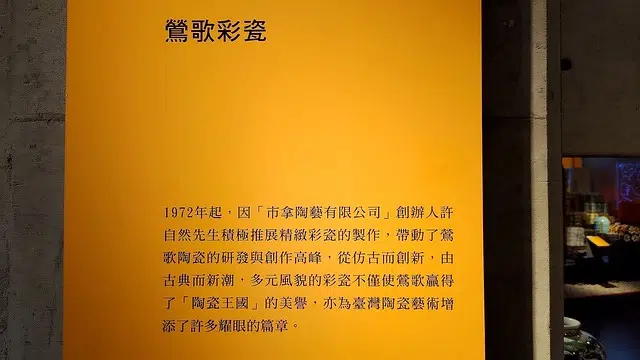 鶯歌彩瓷
1972年起，因「市拿陶藝有限公司」創辦人許
自然先生積極推展精緻彩瓷的製作，帶動了鶯
歌陶瓷的研發與創作高峰，從仿古而創新，由
古典而新潮，多元風貌的彩瓷不僅使鶯歌贏得
了「陶瓷王國」的美譽，亦為臺灣陶瓷藝術增
添了許多耀眼的篇章。